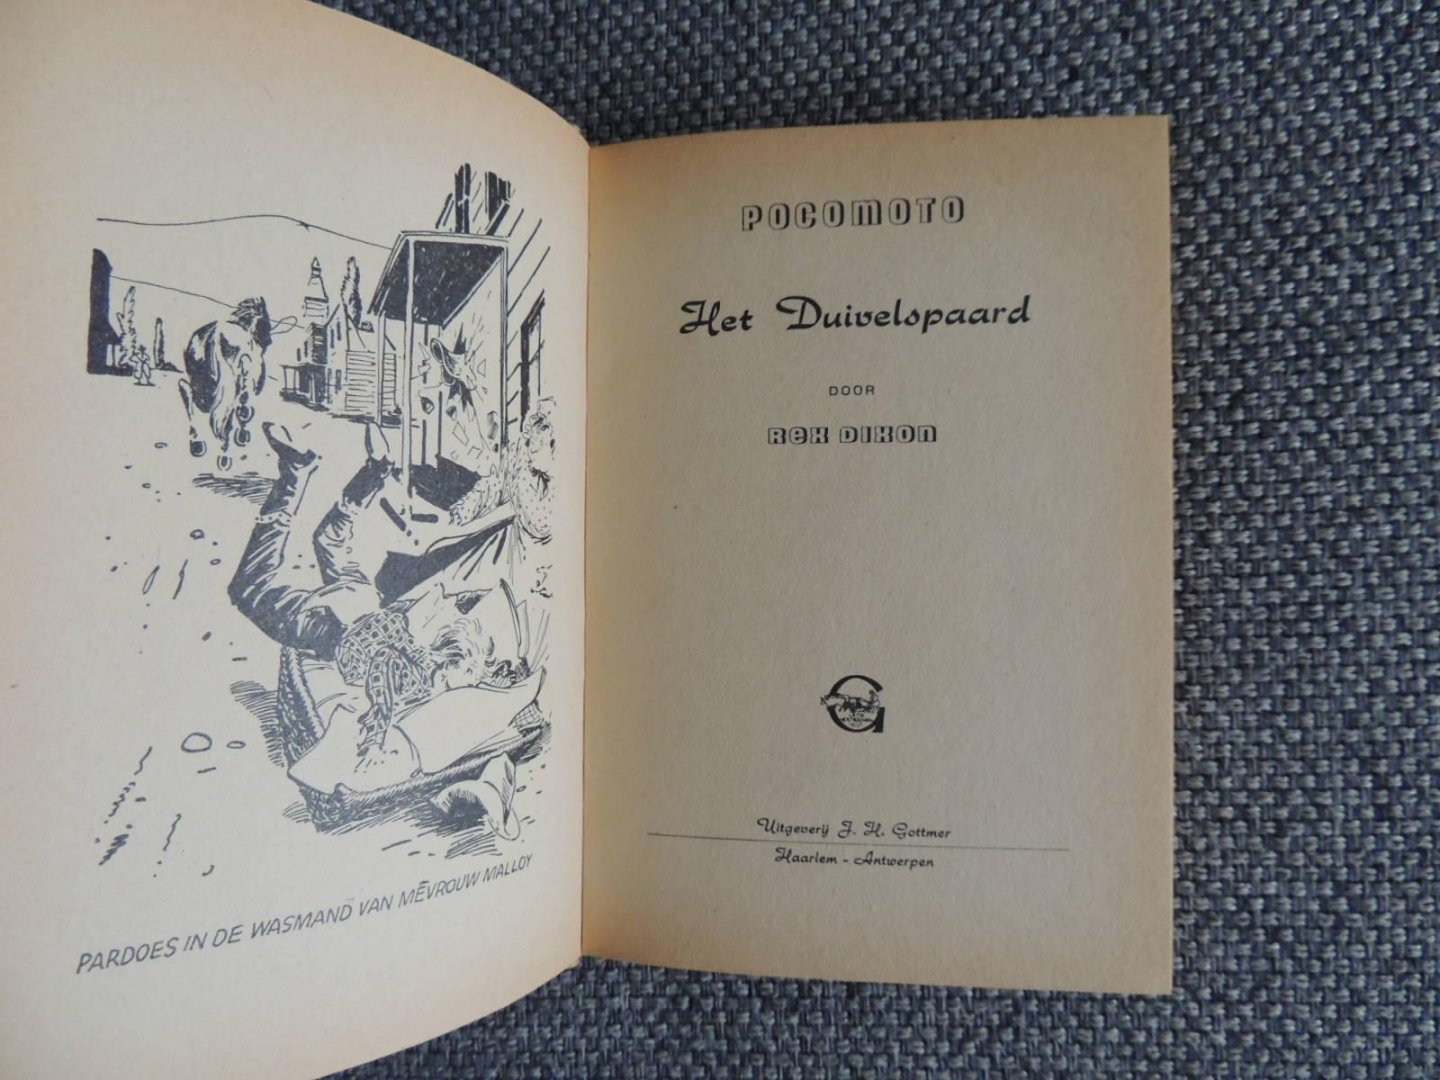 PARDOES IN DE WASMAND VAN MEVROUW MALLOY
POCOMOTO
Het Duivelspaard
DOOR
REX DIXON
G
Uitgeverij J. H. Gottmer
Haarlem - Antwerpen